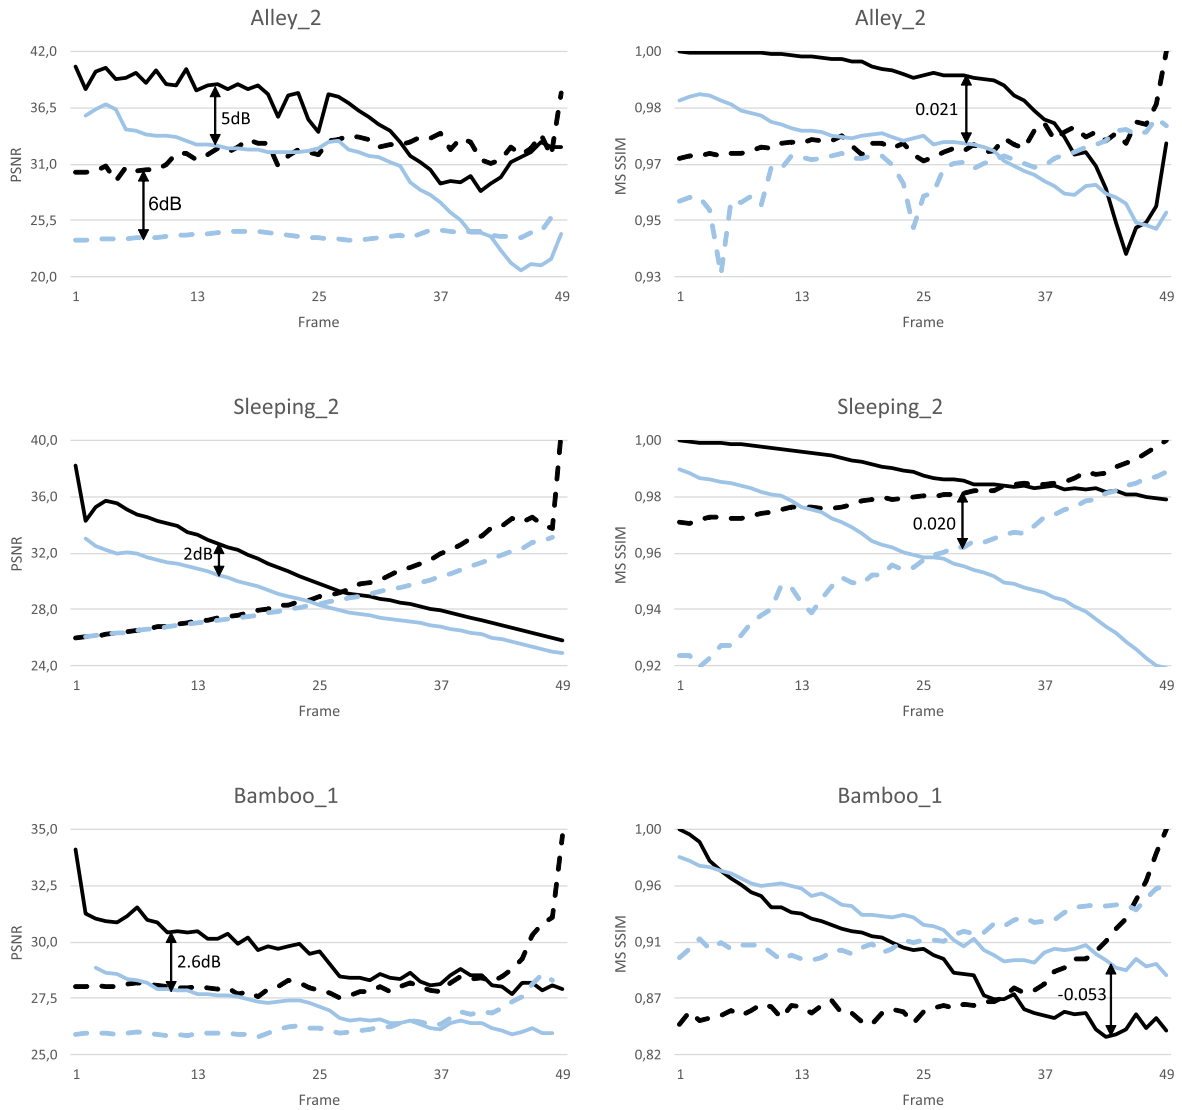 Alley_2
42,0
36,5
31,0
25,5
20,0
PSNR
5dB
6dB
1 13 25 37 49
Frame
Alley_2
1,00
0,98
0,97
0,95
0,93
MS SSIM
0.021
1 13 25 37 49
Frame
Sleeping_2
40,0
36,0
32,0
28,0
24,0
PSNR
2dB
1 13 25 37 49
Frame
Sleeping_2
1,00
0,98
0,96
0,94
0,92
MS SSIM
0.020
1 13 25 37 49
Frame
Bamboo_1
35,0
32,5
30,0
27,5
25,0
PSNR
2.6dB
1 13 25 37 49
Frame
Bamboo_1
1,00
0,96
0,91
0,87
0,82
MS SSIM
-0.053
1 13 25 37 49
Frame